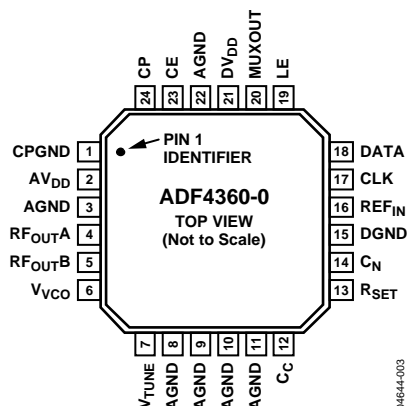 CP
CE
AGND
DVDD
MUXOUT
LE
24
23
22
21
20
19
CPGND 1
AVDD 2
AGND 3
RFOUTA 4
RFOUTB 5
VVCO 6
PIN 1
IDENTIFIER
ADF4360-0
TOP VIEW
(Not to Scale)
18 DATA
17 CLK
16 REFIN
15 DGND
14 CN
13 RSET
7
8
9
10
11
12
VTUNE
AGND
AGND
AGND
AGND
CC
04644-003